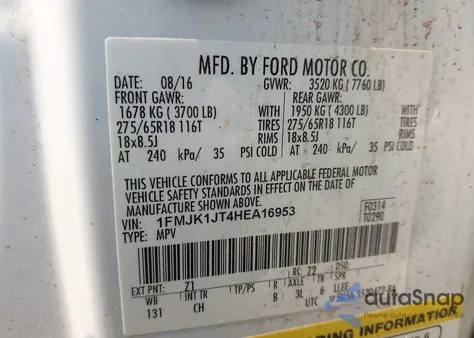 MFD. BY FORD MOTOR CO.
DATE: 08/16 GVWR: 3520 KG (7760 LB)
FRONT GAWR: REAR GAWR:
1678 KG (3700 LB) WITH 1950 KG (4300 LB) WITH
275/65R18 116T TIRES 275/65R18 116T TIRES
18x8.5J RIMS 18x8.5J RIMS
AT 240 kPa/ 35 PSI COLD AT 240 kPa/ 35 PSI COLD
THIS VEHICLE CONFORMS TO ALL APPLICABLE FEDERAL MOTOR
VEHICLE SAFETY STANDARDS IN EFFECT ON THE DATE OF
MANUFACTURE SHOWN ABOVE.
VIN: 1FMJK1JT4HEA16953 F0314
TYPE: MPV T0290
EXT PNT: Z1 RC: 72 DSO:
WB INT TR TP/PS R AXLE TR
131 CH B 3L 6
UTC
autoSnap
INFORMATION